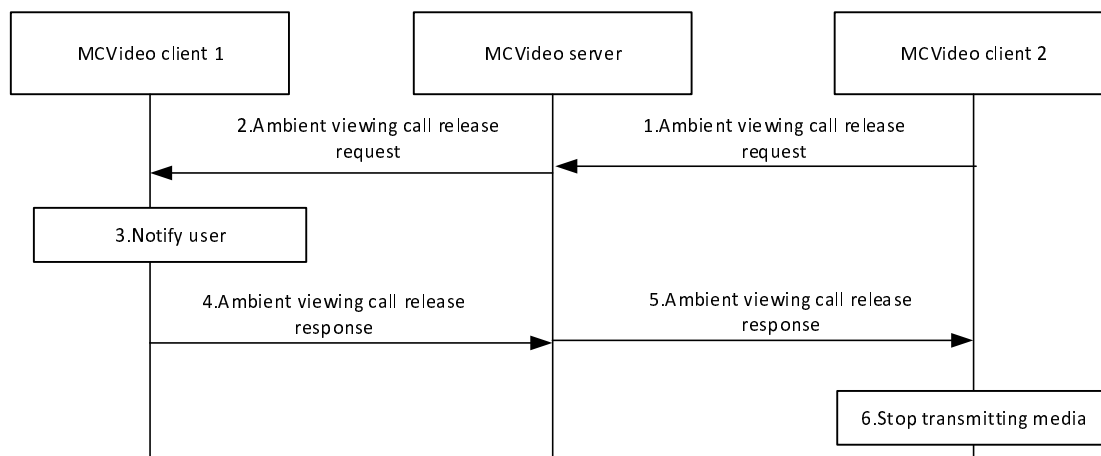 MCVideo client 1
MCVideo server
MCVideo client 2
2.Ambient viewing call release
request
1.Ambient viewing call release
request
3.Notify user
4.Ambient viewing call release
response
5.Ambient viewing call release
response
6.Stop transmitting media